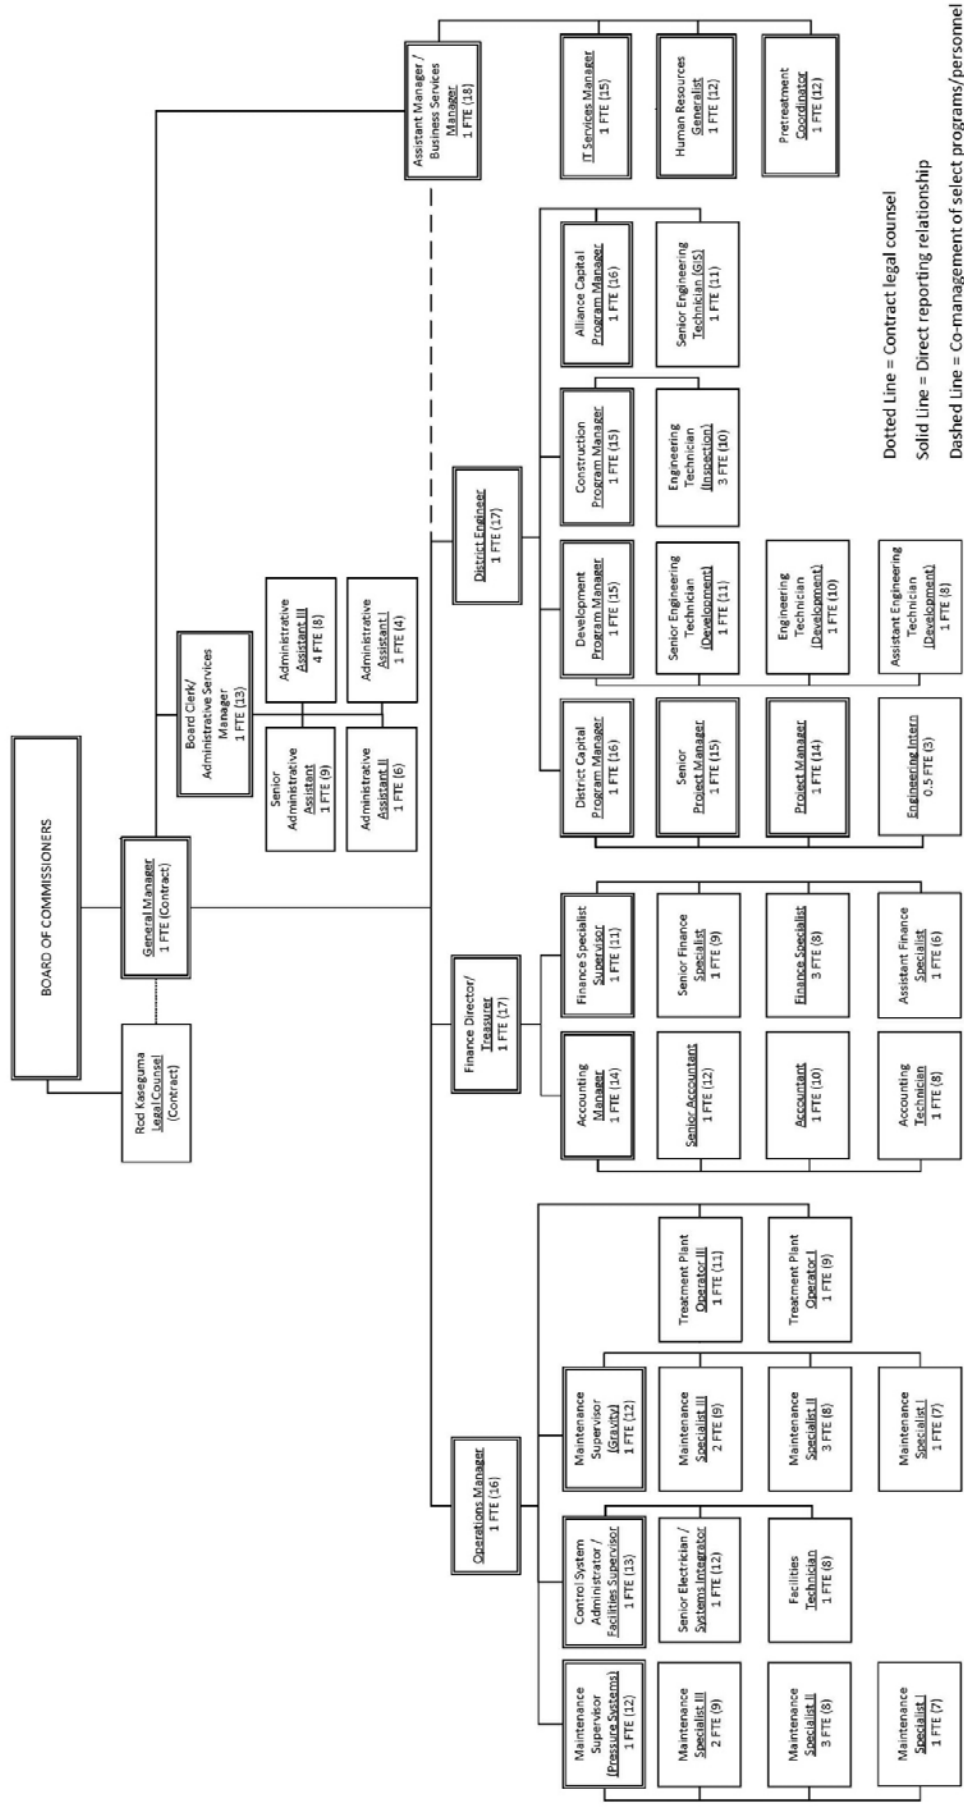 BOARD OF COMMISSIONERS
Rod Kaseguma
Legal Counsel
(Contract)
General Manager
1 FTE (Contract)
Board Clerk/
Administrative Services
Manager
1 FTE (13)
Senior
Administrative
Assistant
1 FTE (9)
Administrative
Assistant III
4 FTE (8)
Administrative
Assistant II
1 FTE (6)
Administrative
Assistant I
1 FTE (4)
Assistant Manager /
Business Services
Manager
1 FTE (18)
IT Services Manager
1 FTE (15)
Human Resources
Generalist
1 FTE (12)
Pretreatment
Coordinator
1 FTE (12)
Operations Manager
1 FTE (16)
Maintenance
Supervisor
(Pressure Systems)
1 FTE (12)
Maintenance
Specialist III
2 FTE (9)
Maintenance
Specialist II
3 FTE (8)
Maintenance
Specialist I
1 FTE (7)
Control System
Administrator /
Facilities Supervisor
1 FTE (13)
Senior Electrician /
Systems Integrator
1 FTE (12)
Facilities
Technician
1 FTE (8)
Maintenance
Supervisor
(Gravity)
1 FTE (12)
Maintenance
Specialist III
2 FTE (9)
Maintenance
Specialist II
3 FTE (8)
Maintenance
Specialist I
1 FTE (7)
Treatment Plant
Operator III
1 FTE (11)
Treatment Plant
Operator I
1 FTE (9)
Finance Director/
Treasurer
1 FTE (17)
Accounting
Manager
1 FTE (14)
Senior Accountant
1 FTE (12)
Accountant
1 FTE (10)
Accounting
Technician
1 FTE (8)
Finance Specialist
Supervisor
1 FTE (11)
Senior Finance
Specialist
1 FTE (9)
Finance Specialist
3 FTE (8)
Assistant Finance
Specialist
1 FTE (6)
District Engineer
1 FTE (17)
District Capital
Program Manager
1 FTE (16)
Senior
Project Manager
1 FTE (15)
Project Manager
1 FTE (14)
Engineering Intern
0.5 FTE (3)
Development
Program Manager
1 FTE (15)
Senior Engineering
Technician
(Development)
1 FTE (11)
Engineering
Technician
(Development)
1 FTE (10)
Assistant Engineering
Technician
(Development)
1 FTE (8)
Construction
Program Manager
1 FTE (15)
Engineering
Technician
(Inspection)
3 FTE (10)
Alliance Capital
Program Manager
1 FTE (16)
Senior Engineering
Technician (GIS)
1 FTE (11)
Dotted Line = Contract legal counsel
Solid Line = Direct reporting relationship
Dashed Line = Co-management of select programs/personnel